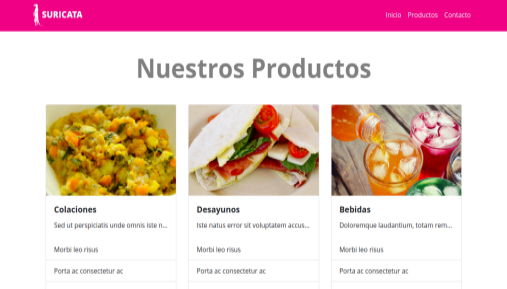 SURICATA
Inicio Productos Contacto
Nuestros Productos
Colaciones
Sed ut perspiciatis unde omnis iste n...
Morbi leo risus
Porta ac consectetur ac
Desayunos
Iste natus error sit voluptatem accus...
Morbi leo risus
Porta ac consectetur ac
Bebidas
Doloremque laudantium, totam rem...
Morbi leo risus
Porta ac consectetur ac